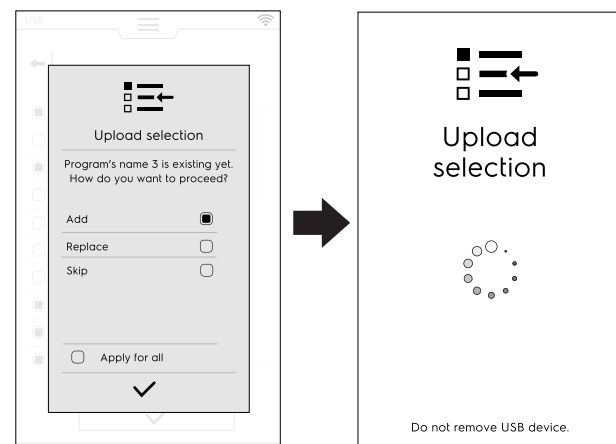 USB
Upload selection
Program's name 3 is existing yet.
How do you want to proceed?
Add
Replace
Skip
Apply for all
Upload
selection
Do not remove USB device.